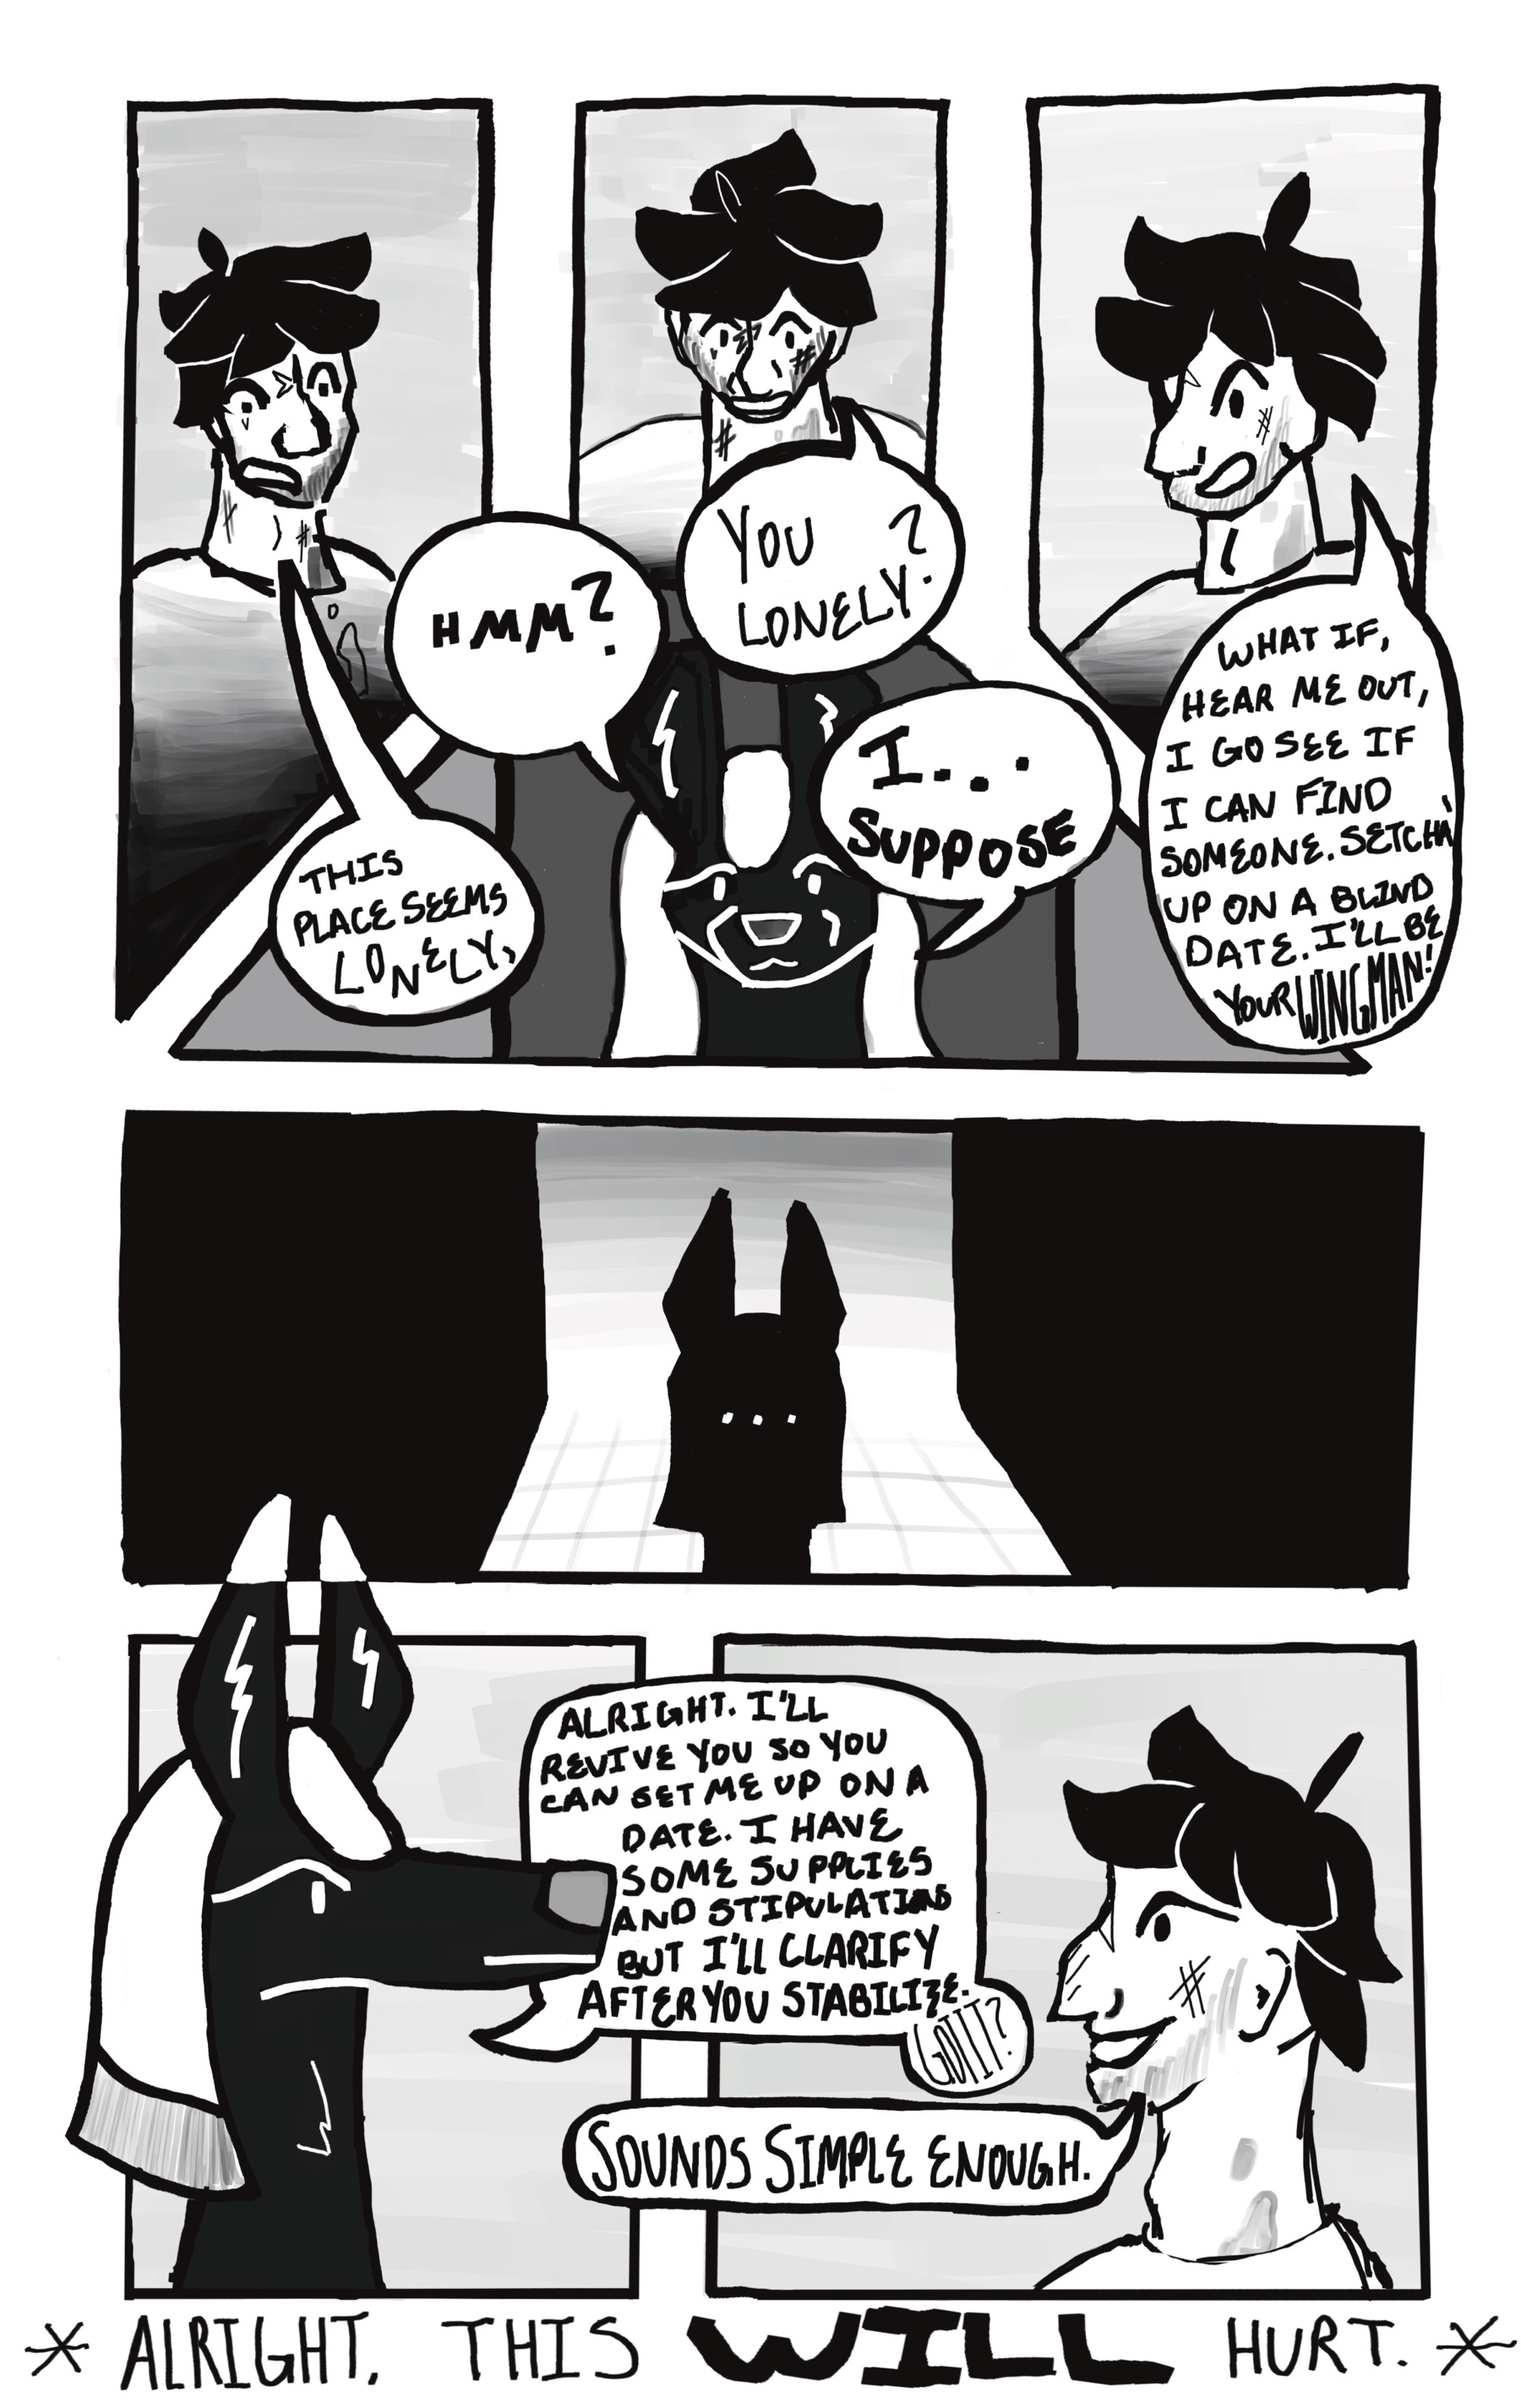 THIS
PLACE SEEMS
LONELY,
HMM?
YOU
LONELY?
I...
SUPPOSE
WHAT IF,
HEAR ME OUT,
I GO SEE IF
I CAN FIND
SOMEONE. SETCHA
UP ON A BLIND
DATE. I'LL BE
YOUR WINGMAN!
...
ALRIGHT. I'LL
REVIVE YOU SO YOU
CAN SET ME UP ON A
DATE. I HAVE
SOME SUPPLIES
AND STIPULATIONS
BUT I'LL CLARIFY
AFTER YOU STABILIZE.
GOT IT?
SOUNDS SIMPLE ENOUGH.
* ALRIGHT. THIS WILL HURT. *